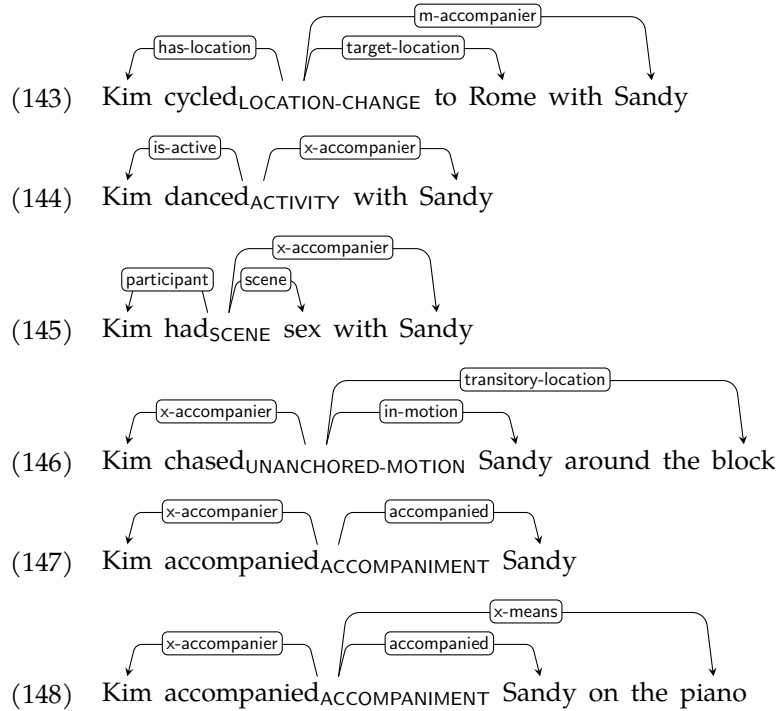 m-accompanier
has-location target-location
(143) Kim cycledLOCATION-CHANGE to Rome with Sandy
is-active x-accompanier
(144) Kim dancedACTIVITY with Sandy
x-accompanier
participant scene
(145) Kim hadSCENE sex with Sandy
transitory-location
x-accompanier in-motion
(146) Kim chasedUNANCHORED-MOTION Sandy around the block
x-accompanier accompanied
(147) Kim accompaniedACCOMPANIMENT Sandy
x-means
x-accompanier accompanied
(148) Kim accompaniedACCOMPANIMENT Sandy on the piano